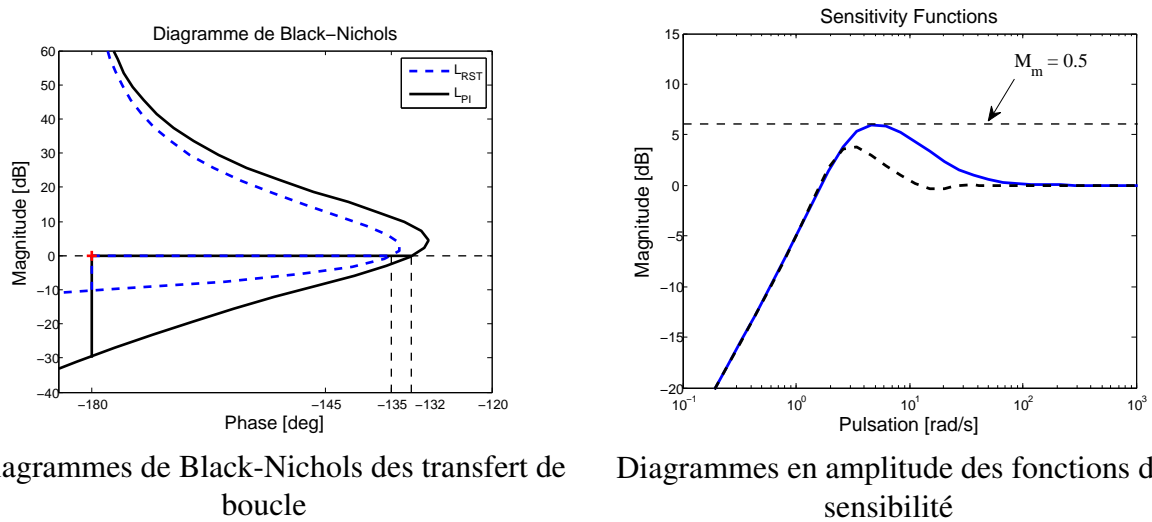 Diagramme de Black−Nichols
60
50
40
30
20
10
0
−10
−20
−30
−40
−180
−145
−135
−132
−120
Magnitude [dB]
Phase [deg]
L_RST
L_PI
Sensitivity Functions
15
10
5
0
−5
−10
−15
−20
10^−1
10^0
10^1
10^2
10^3
Magnitude [dB]
Pulsation [rad/s]
M_m = 0.5
iagrammes de Black-Nichols des transfert de
boucle
Diagrammes en amplitude des fonctions d
sensibilité